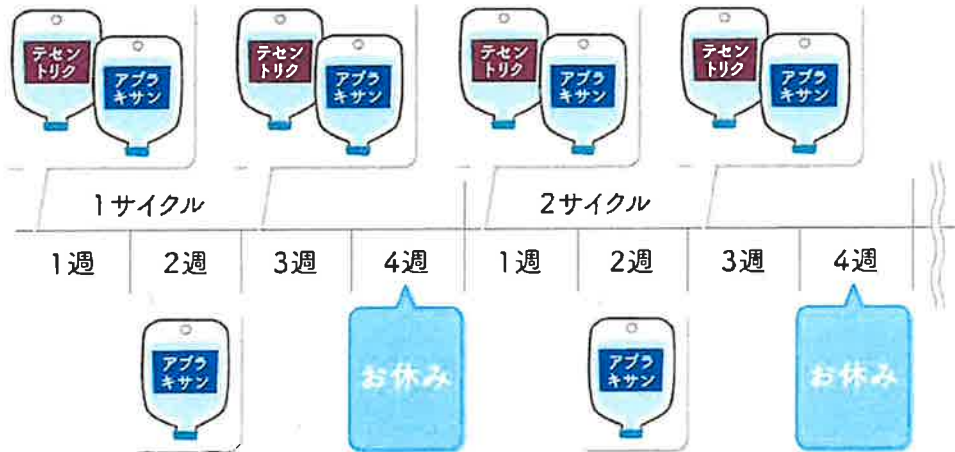 テセン
トリク
アブラ
キサン
テセン
トリク
アブラ
キサン
テセン
トリク
アブラ
キサン
テセン
トリク
アブラ
キサン
1サイクル
2サイクル
1週
2週
3週
4週
1週
2週
3週
4週
アブラ
キサン
お休み
アブラ
キサン
お休み